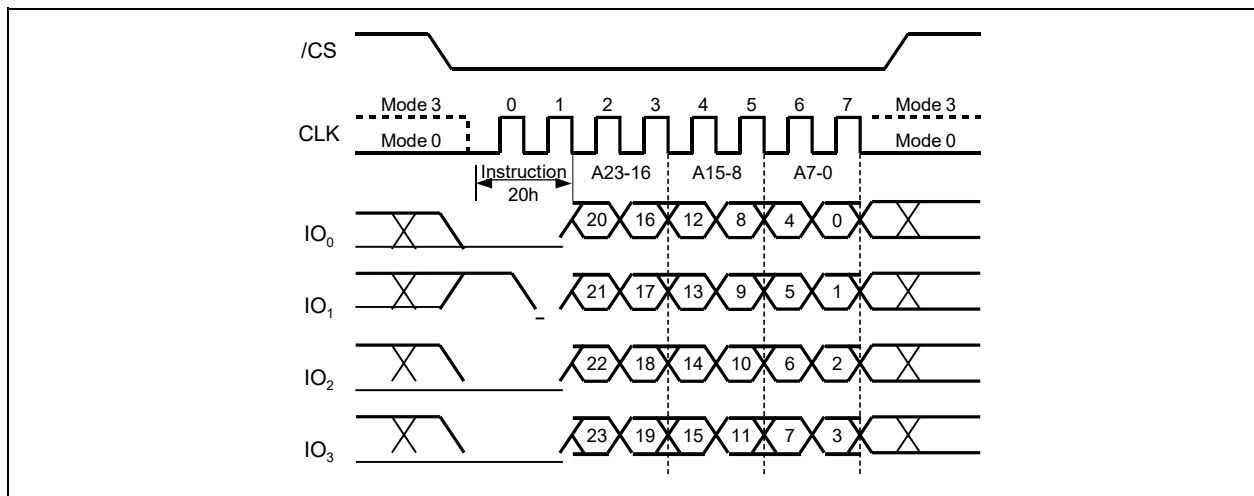 /CS
Mode 3 0 1 2 3 4 5 6 7 Mode 3
CLK
Mode 0 Mode 0
Instruction A23-16 A15-8 A7-0
20h
IO0 20 16 12 8 4 0
IO1 21 17 13 9 5 1
IO2 22 18 14 10 6 2
IO3 23 19 15 11 7 3